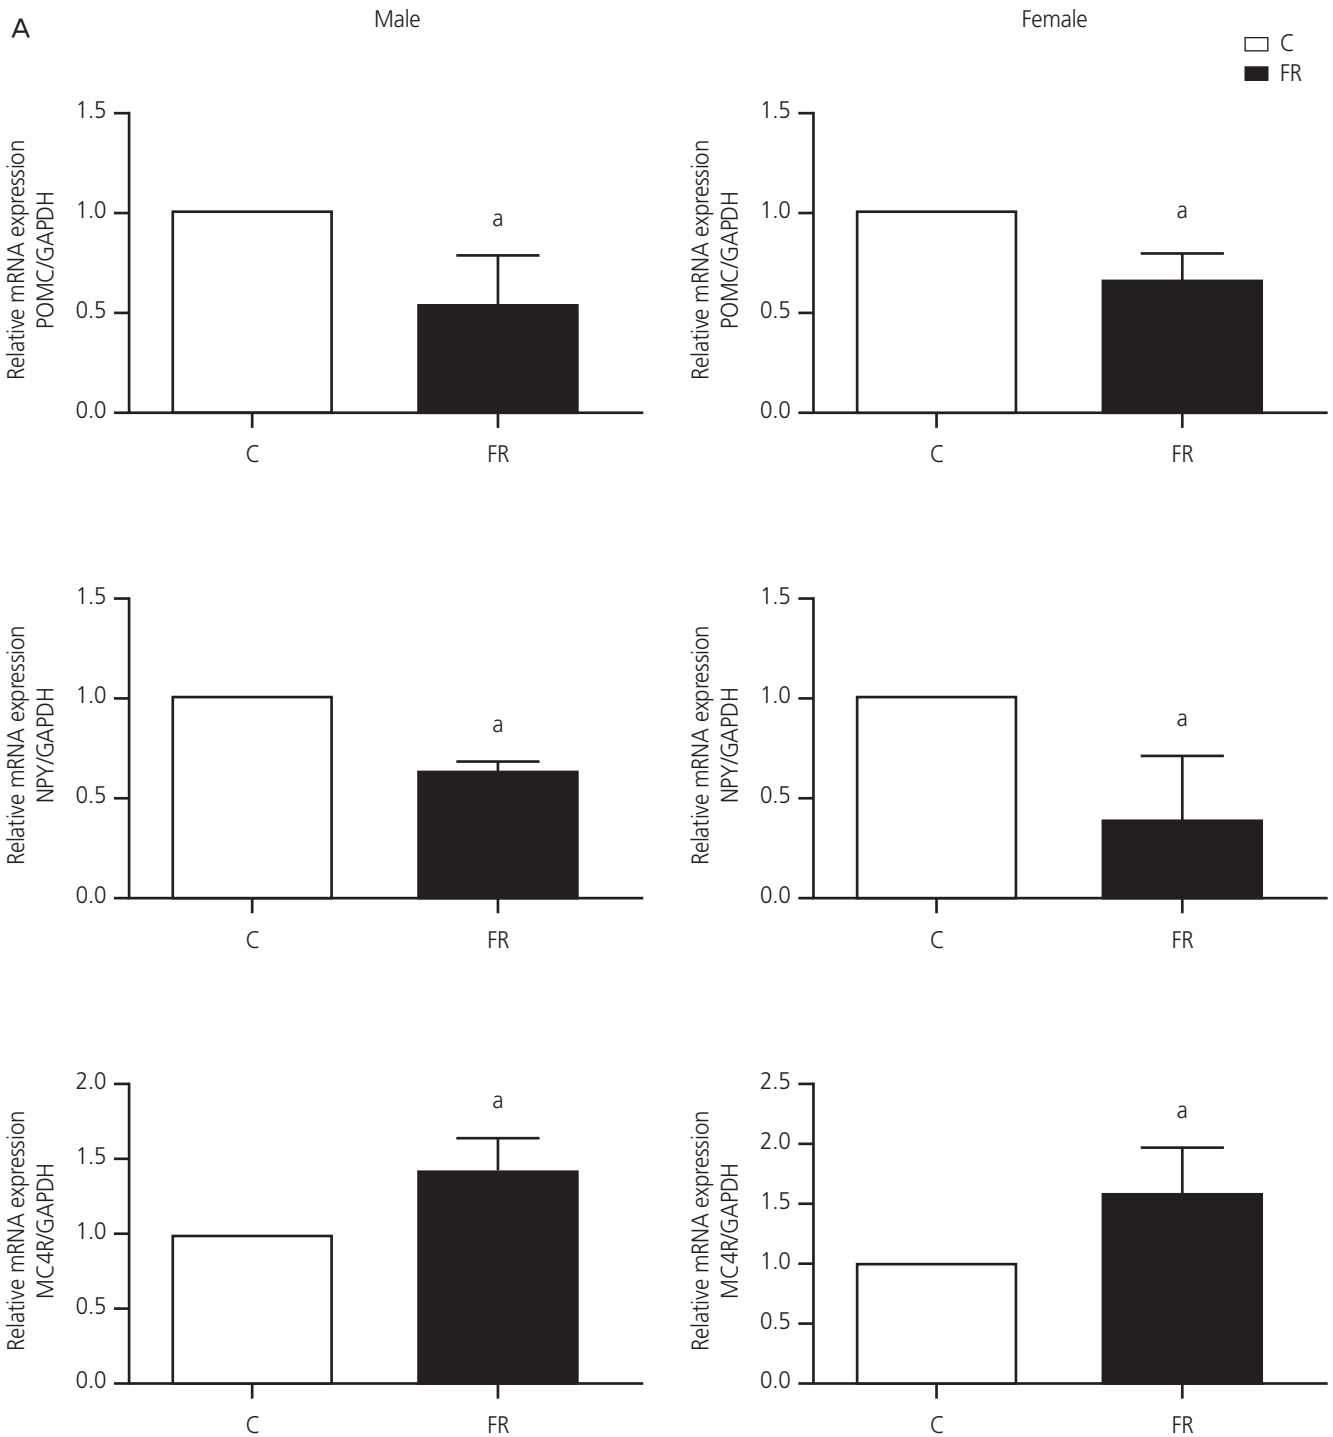 A
Male
Female
C
FR
Relative mRNA expression
POMC/GAPDH
1.5
1.0
0.5
0.0
a
C
FR
Relative mRNA expression
POMC/GAPDH
1.5
1.0
0.5
0.0
a
C
FR
Relative mRNA expression
NPY/GAPDH
1.5
1.0
0.5
0.0
a
C
FR
Relative mRNA expression
NPY/GAPDH
1.5
1.0
0.5
0.0
a
C
FR
Relative mRNA expression
MC4R/GAPDH
2.0
1.5
1.0
0.5
0.0
a
C
FR
Relative mRNA expression
MC4R/GAPDH
2.5
2.0
1.5
1.0
0.5
0.0
a
C
FR